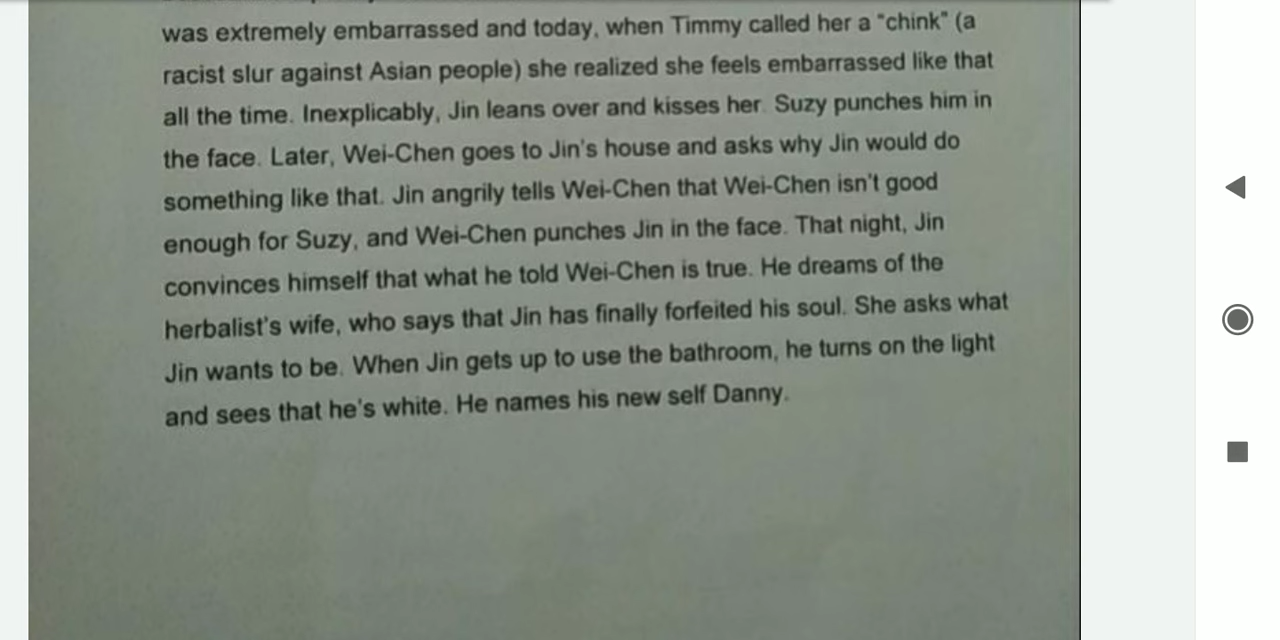 was extremely embarrassed and today, when Timmy called her a "chink" (a
racist slur against Asian people) she realized she feels embarrassed like that
all the time. Inexplicably, Jin leans over and kisses her. Suzy punches him in
the face. Later, Wei-Chen goes to Jin's house and asks why Jin would do
something like that. Jin angrily tells Wei-Chen that Wei-Chen isn't good
enough for Suzy, and Wei-Chen punches Jin in the face. That night, Jin
convinces himself that what he told Wei-Chen is true. He dreams of the
herbalist's wife, who says that Jin has finally forfeited his soul. She asks what
Jin wants to be. When Jin gets up to use the bathroom, he turns on the light
and sees that he's white. He names his new self Danny.